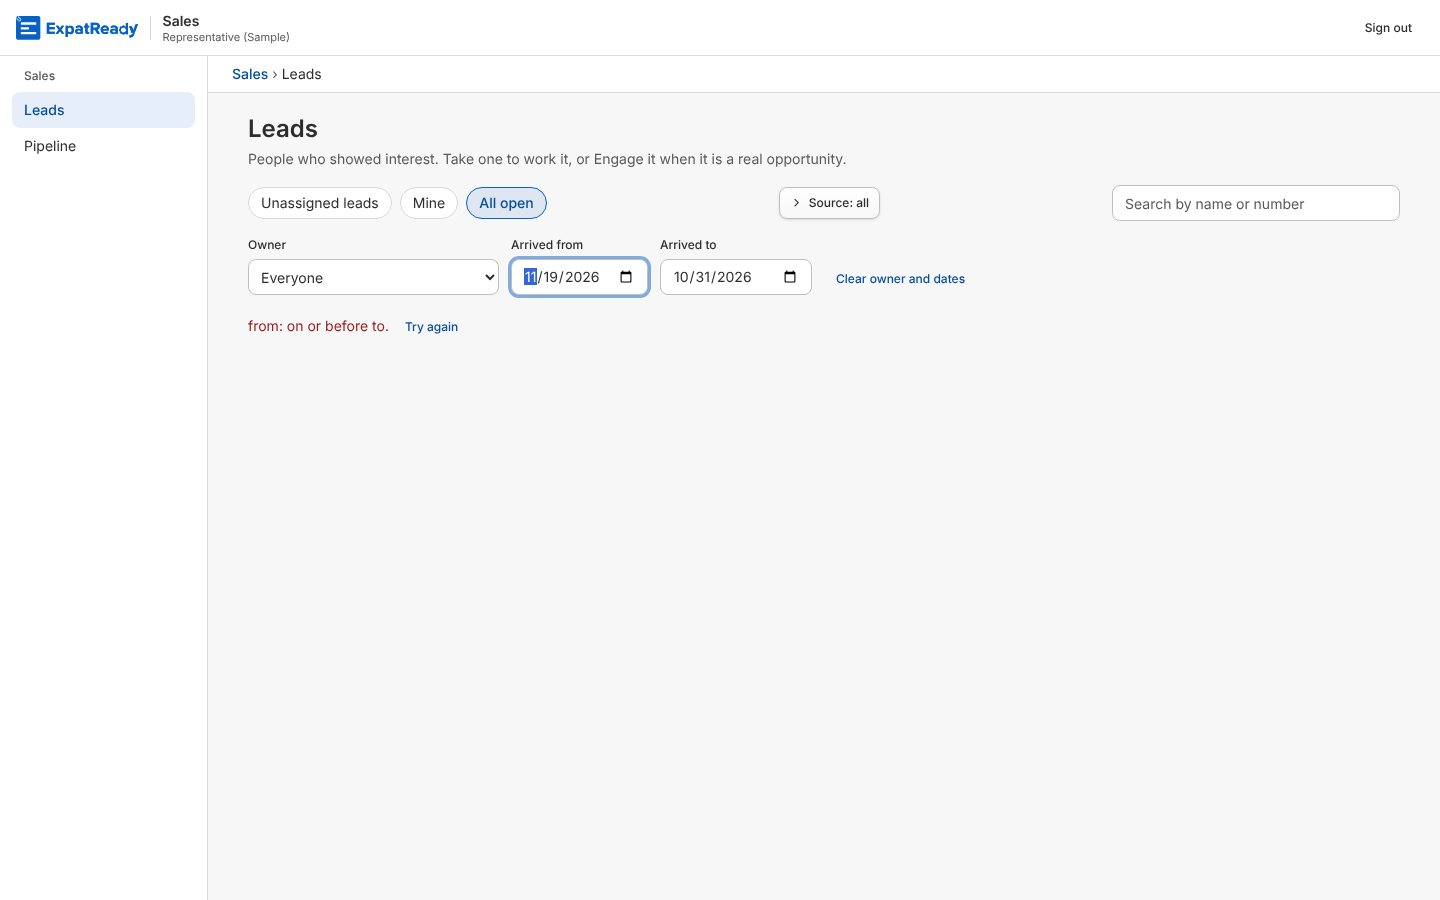 ExpatReady
Sales
Representative (Sample)
Sign out
Sales
Leads
Pipeline
Sales › Leads
Leads
People who showed interest. Take one to work it, or Engage it when it is a real opportunity.
Unassigned leads
Mine
All open
Source: all
Search by name or number
Owner
Arrived from
Arrived to
Everyone
11/19/2026
10/31/2026
Clear owner and dates
from: on or before to.
Try again